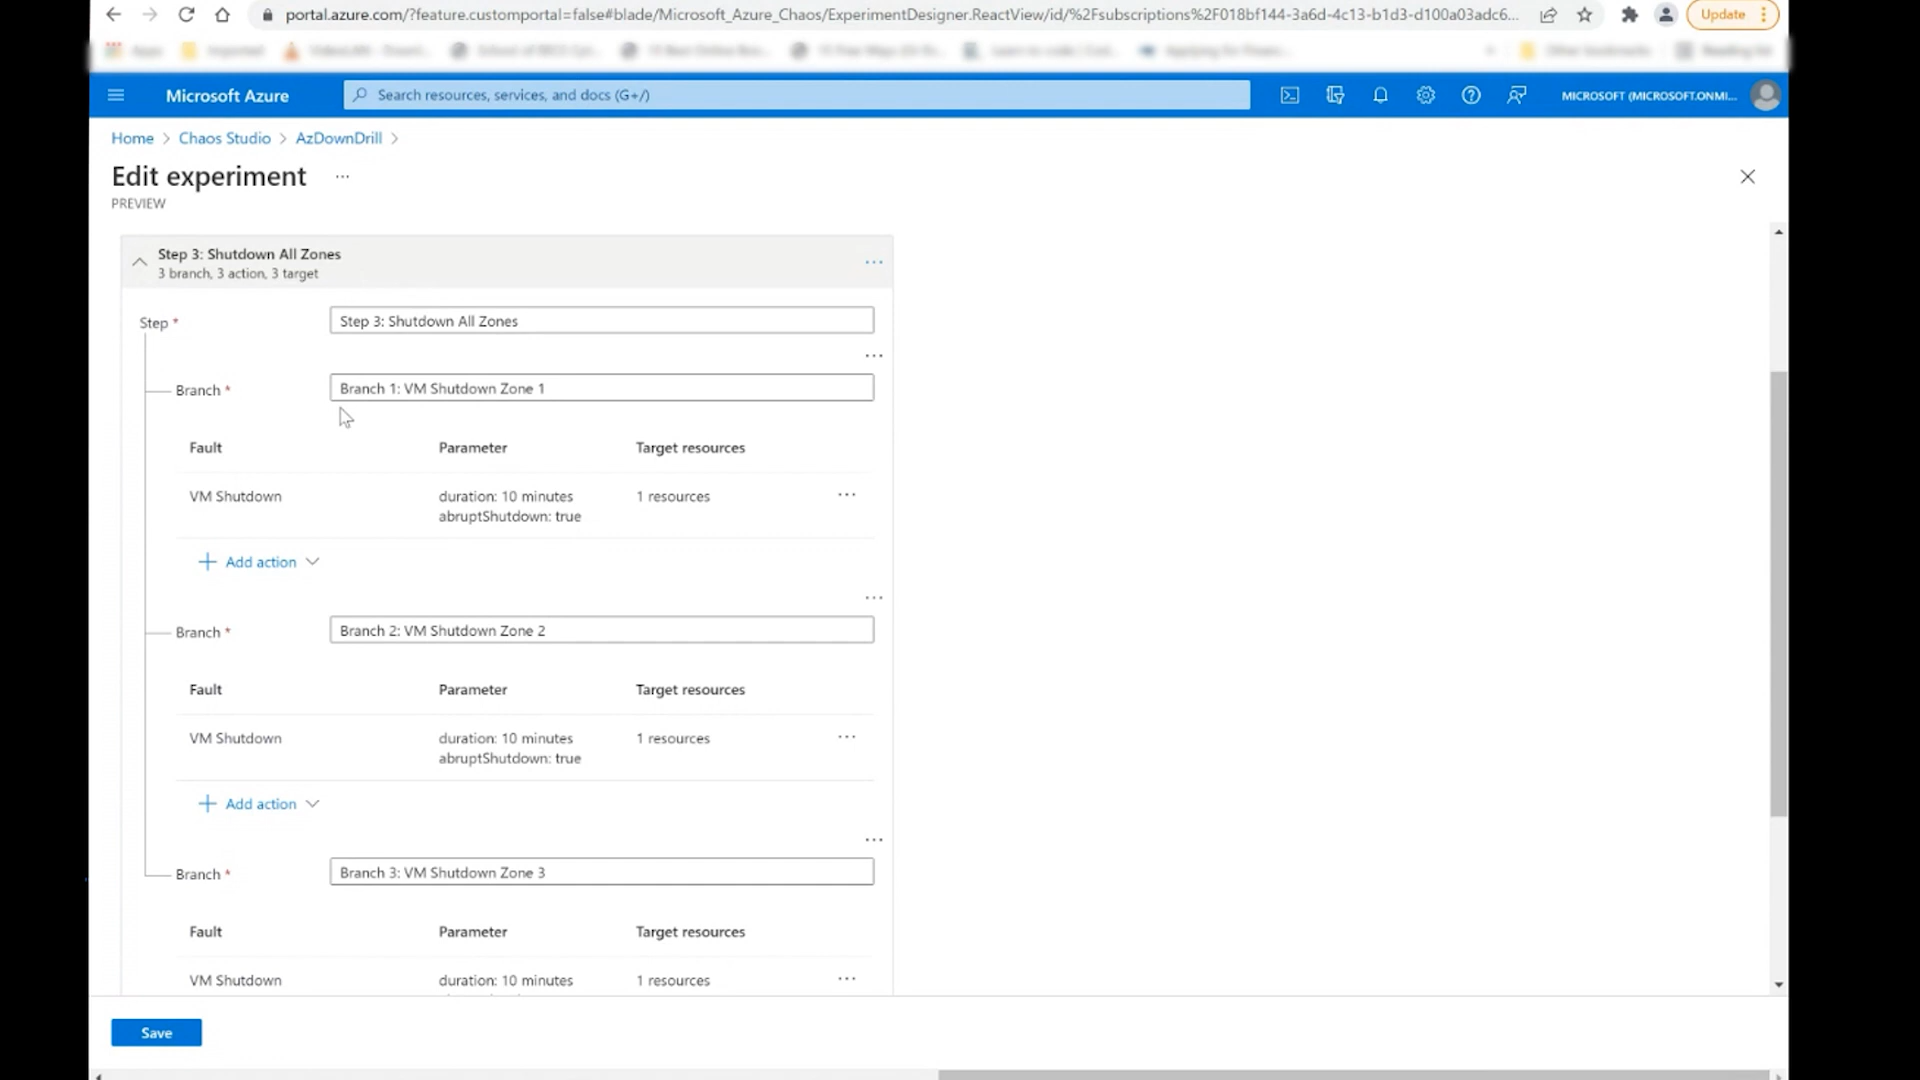 portal.azure.com/?feature.customportal=false#blade/Microsoft_Azure_Chaos/ExperimentDesigner.ReactView/id/%2Fsubscriptions%2F018bf144-3a6d-4c13-b1d3-d100a03adc6...
Update
Microsoft Azure
Search resources, services, and docs (G+/)
MICROSOFT (MICROSOFT.ONMI...
Home > Chaos Studio > AzDownDrill >
Edit experiment ...
PREVIEW
Step 3: Shutdown All Zones
3 branch, 3 action, 3 target
Step * Step 3: Shutdown All Zones
Branch * Branch 1: VM Shutdown Zone 1
Fault Parameter Target resources
VM Shutdown duration: 10 minutes 1 resources
abruptShutdown: true
+ Add action
Branch * Branch 2: VM Shutdown Zone 2
Fault Parameter Target resources
VM Shutdown duration: 10 minutes 1 resources
abruptShutdown: true
+ Add action
Branch * Branch 3: VM Shutdown Zone 3
Fault Parameter Target resources
VM Shutdown duration: 10 minutes 1 resources
Save